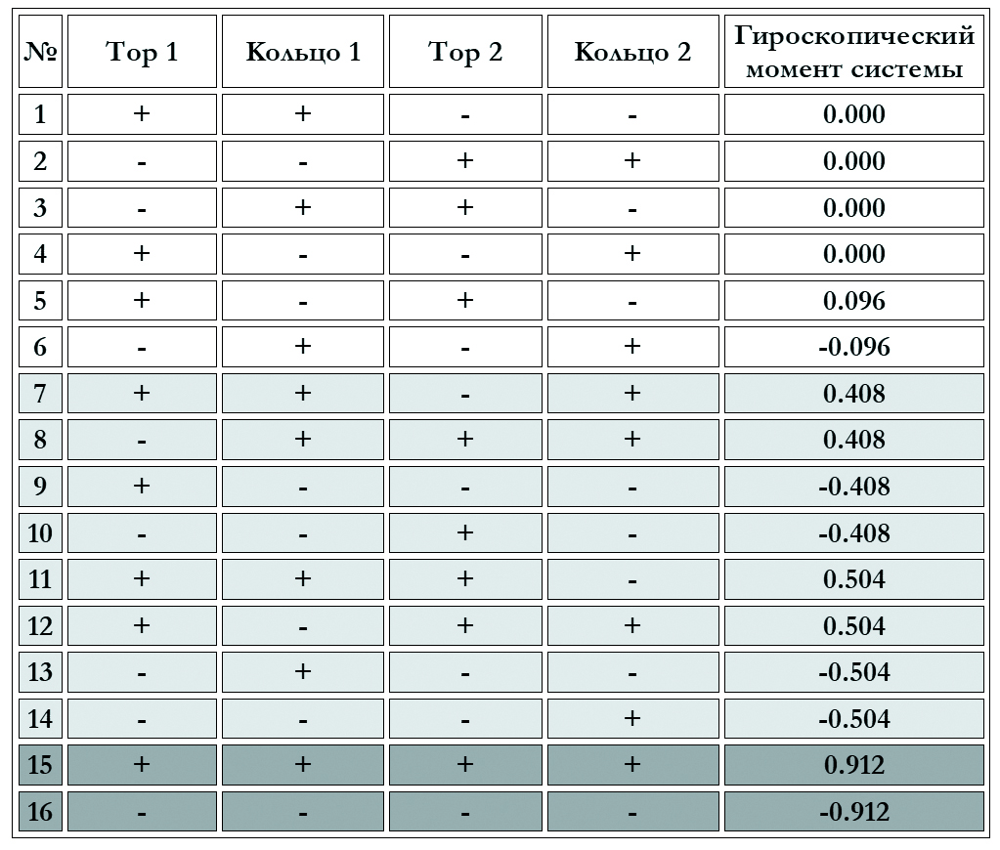 № Тор 1 Кольцо 1 Тор 2 Кольцо 2 Гироскопический
момент системы
1 + + - - 0.000
2 - - + + 0.000
3 - + + - 0.000
4 + - - + 0.000
5 + - + - 0.096
6 - + - + -0.096
7 + + - + 0.408
8 - + + + 0.408
9 + - - - -0.408
10 - - + - -0.408
11 + + + - 0.504
12 + - + + 0.504
13 - + - - -0.504
14 - - - + -0.504
15 + + + + 0.912
16 - - - - -0.912